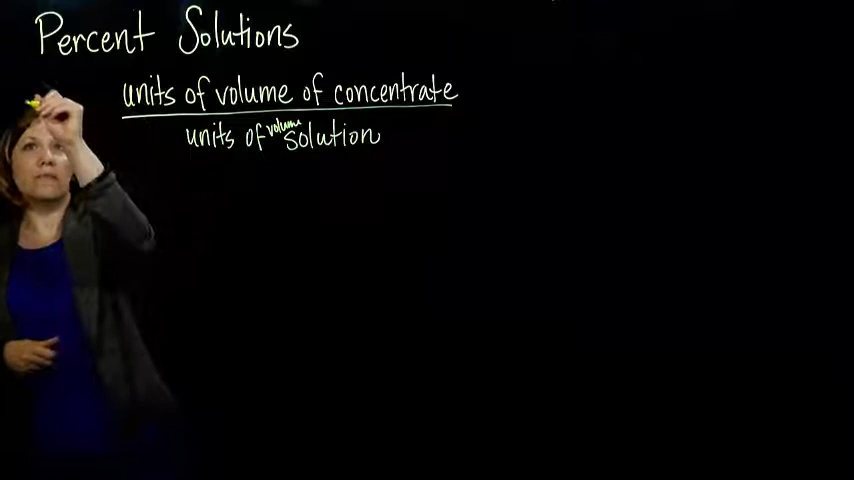 Percent Solutions
units of volume of concentrate
units of volume solution